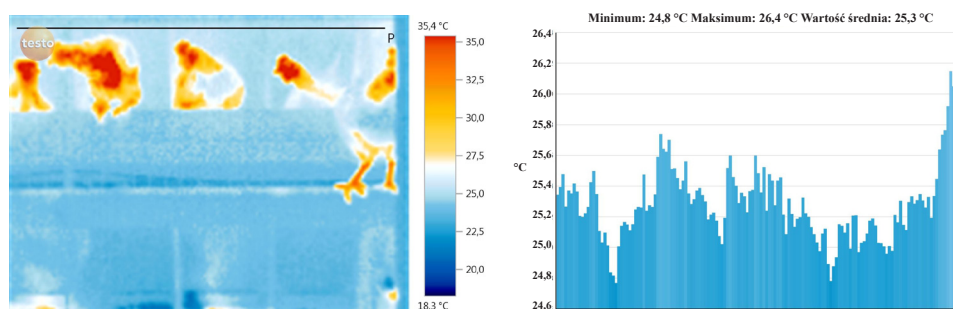 testo
P
35,4 °C
35,0
32,5
30,0
27,5
25,0
22,5
20,0
18,3 °C
Minimum: 24,8 °C Maksimum: 26,4 °C Wartość średnia: 25,3 °C
°C
26,4
26,2
26,0
25,8
25,6
25,4
25,2
25,0
24,8
24,6